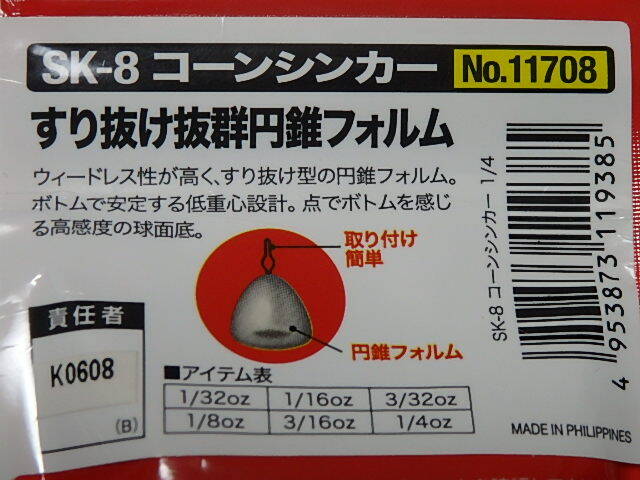 SK-8 コーンシンカー No.11708
すり抜け抜群円錐フォルム
ウィードレス性が高く、すり抜け型の円錐フォルム。
ボトムで安定する低重心設計。点でボトムを感じ
る高感度の球面底。
取り付け
簡単
円錐フォルム
責任者
K0608
(B)
■アイテム表
1/32oz 1/16oz 3/32oz
1/8oz 3/16oz 1/4oz
SK-8 コーンシンカー 1/4
4 953873 119385
MADE IN PHILIPPINES